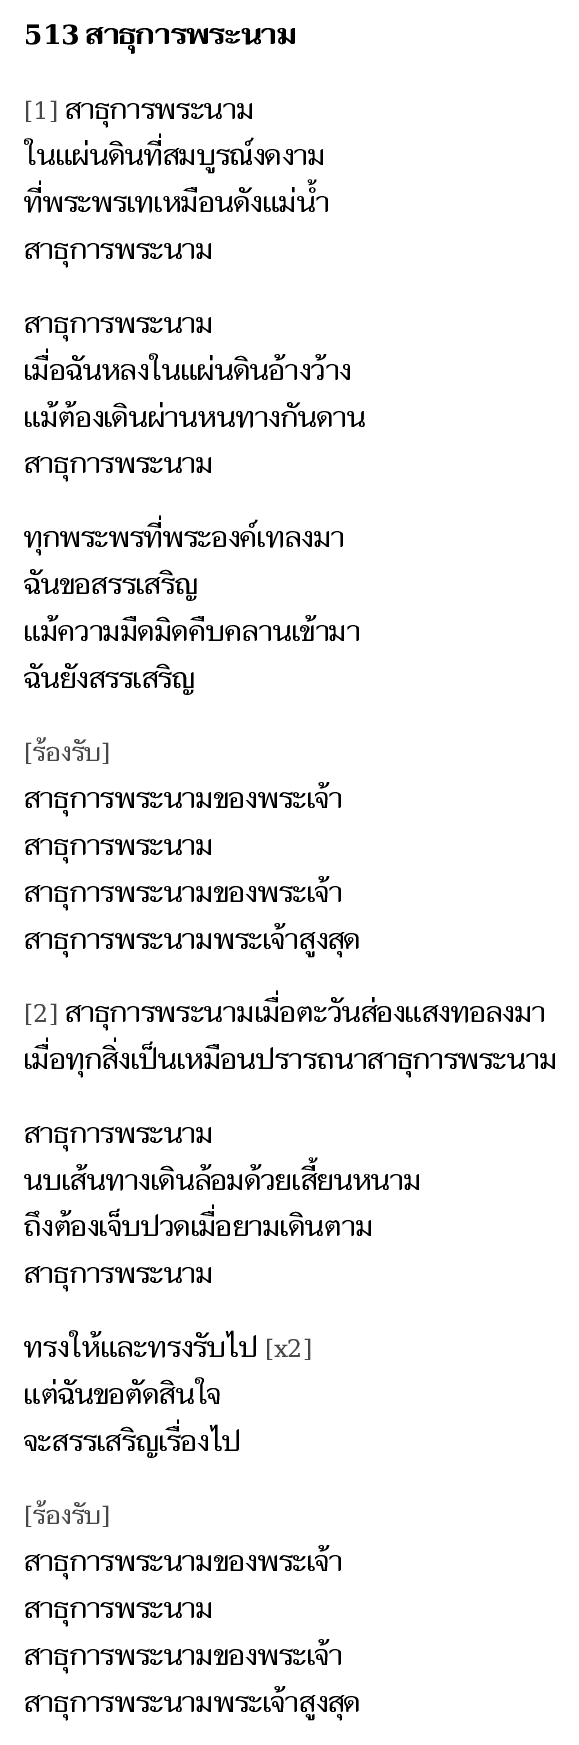 513 สาธุการพระนาม
[1] สาธุการพระนาม
ในแผ่นดินที่สมบูรณ์งดงาม
ที่พระพรเทเหมือนดังแม่น้ำ
สาธุการพระนาม
สาธุการพระนาม
เมื่อฉันหลงในแผ่นดินอ้างว้าง
แม้ต้องเดินผ่านหนทางกันดาน
สาธุการพระนาม
ทุกพระพรที่พระองค์เทลงมา
ฉันขอสรรเสริญ
แม้ความมืดมิดคืบคลานเข้ามา
ฉันยังสรรเสริญ
[ร้องรับ]
สาธุการพระนามของพระเจ้า
สาธุการพระนาม
สาธุการพระนามของพระเจ้า
สาธุการพระนามพระเจ้าสูงสุด
[2] สาธุการพระนามเมื่อตะวันส่องแสงทอลงมา
เมื่อทุกสิ่งเป็นเหมือนปรารถนาสาธุการพระนาม
สาธุการพระนาม
นบเส้นทางเดินล้อมด้วยเสี้ยนหนาม
ถึงต้องเจ็บปวดเมื่อยามเดินตาม
สาธุการพระนาม
ทรงให้และทรงรับไป [x2]
แต่ฉันขอตัดสินใจ
จะสรรเสริญเรื่องไป
[ร้องรับ]
สาธุการพระนามของพระเจ้า
สาธุการพระนาม
สาธุการพระนามของพระเจ้า
สาธุการพระนามพระเจ้าสูงสุด